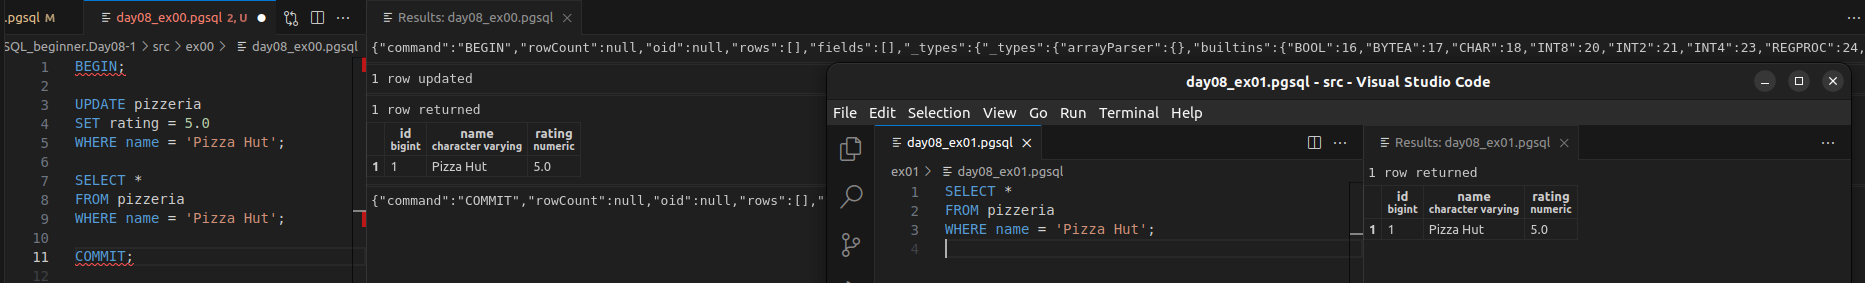 .pgsql M
day08_ex00.pgsql 2, U
Results: day08_ex00.pgsql
SQL_beginner.Day08-1 > src > ex00 > day08_ex00.pgsql
1 BEGIN;
2
3 UPDATE pizzeria
4 SET rating = 5.0
5 WHERE name = 'Pizza Hut';
6
7 SELECT *
8 FROM pizzeria
9 WHERE name = 'Pizza Hut';
10
11 COMMIT;
12
{"command":"BEGIN","rowCount":null,"oid":null,"rows":[],"fields":[],"_types":{"_types":{"arrayParser":{},"builtins":{"BOOL":16,"BYTEA":17,"CHAR":18,"INT8":20,"INT2":21,"INT4":23,"REGPROC":24,
1 row updated
1 row returned
id name rating
bigint character varying numeric
1 1 Pizza Hut 5.0
{"command":"COMMIT","rowCount":null,"oid":null,"rows":[],"
day08_ex01.pgsql - src - Visual Studio Code
File Edit Selection View Go Run Terminal Help
day08_ex01.pgsql
Results: day08_ex01.pgsql
ex01 > day08_ex01.pgsql
1 SELECT *
2 FROM pizzeria
3 WHERE name = 'Pizza Hut';
4
1 row returned
id name rating
bigint character varying numeric
1 1 Pizza Hut 5.0